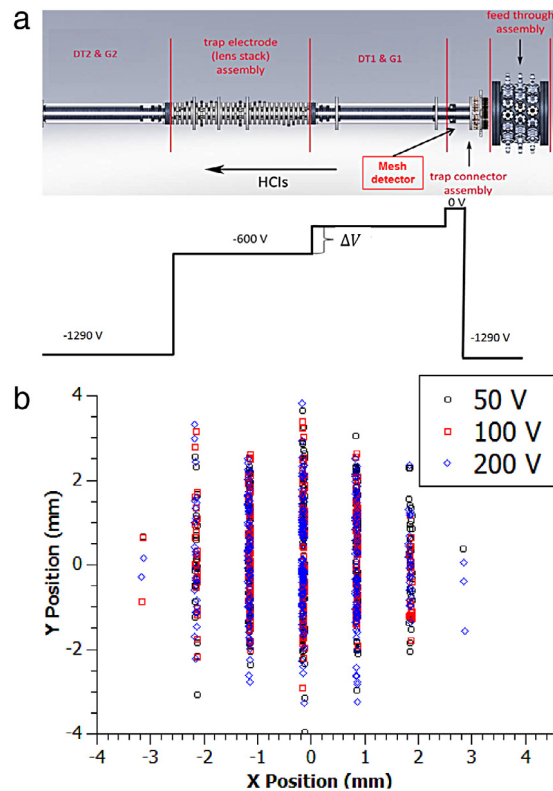 a
feed through
assembly
DT2 & G2
trap electrode
(lens stack)
assembly
DT1 & G1
HCIs
Mesh
detector
trap connector
assembly
0 V
-600 V
ΔV
-1290 V
-1290 V
b
4
2
0
-2
-4
-4
-3
-2
-1
0
1
2
3
4
Y Position (mm)
X Position (mm)
50 V
100 V
200 V